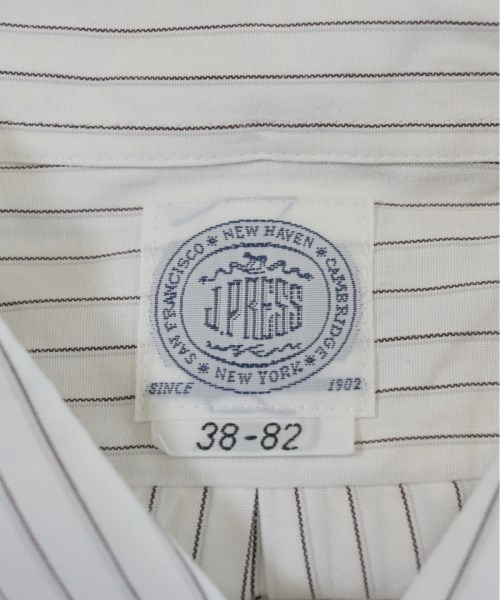 * NEW HAVEN *
SAN FRANCISCO
CAMBRIDGE
J.PRESS
* NEW YORK *
SINCE 1902
38-82